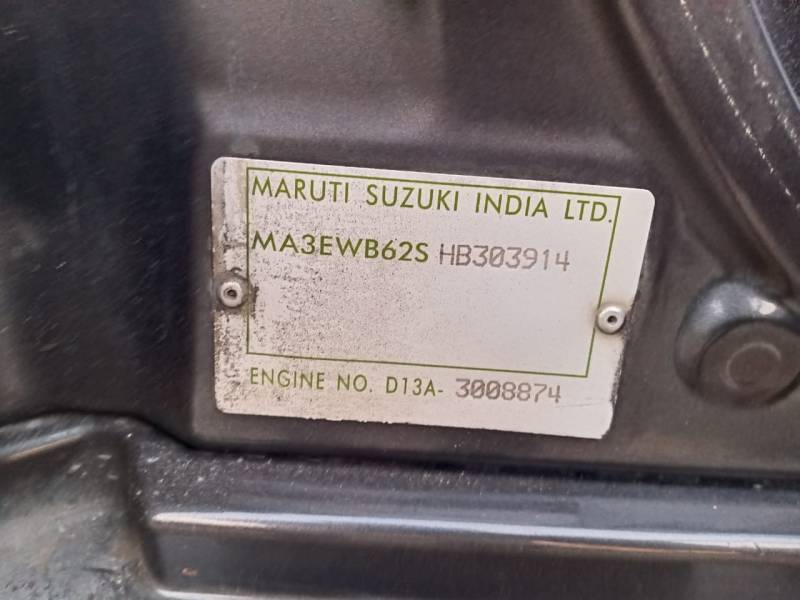 MARUTI SUZUKI INDIA LTD.
MA3EWB62S HB303914
ENGINE NO. D13A- 3008874